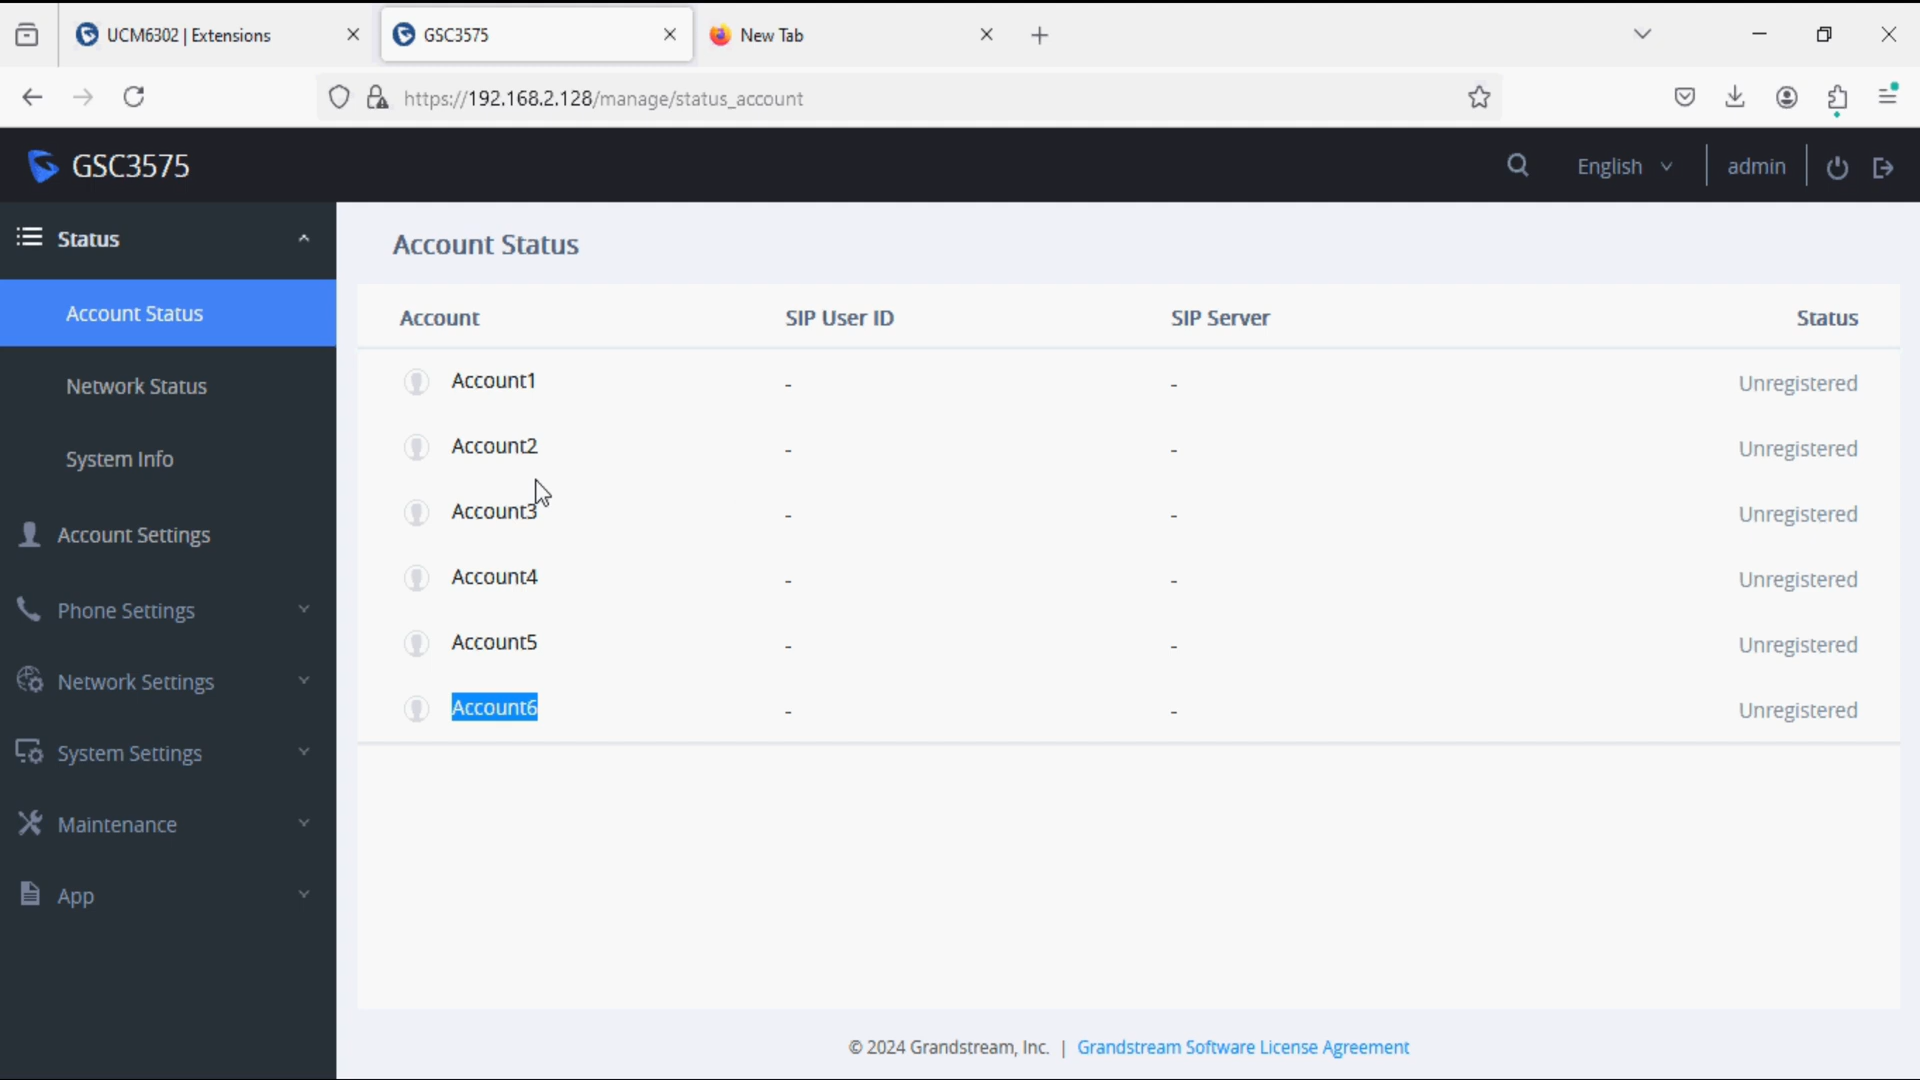 UCM6302 | Extensions
GSC3575
New Tab
https://192.168.2.128/manage/status_account
GSC3575
English
admin
Status
Account Status
Network Status
System Info
Account Settings
Phone Settings
Network Settings
System Settings
Maintenance
App
Account Status
Account SIP User ID SIP Server Status
Account1 - - Unregistered
Account2 - - Unregistered
Account3 - - Unregistered
Account4 - - Unregistered
Account5 - - Unregistered
Account6 - - Unregistered
© 2024 Grandstream, Inc. | Grandstream Software License Agreement